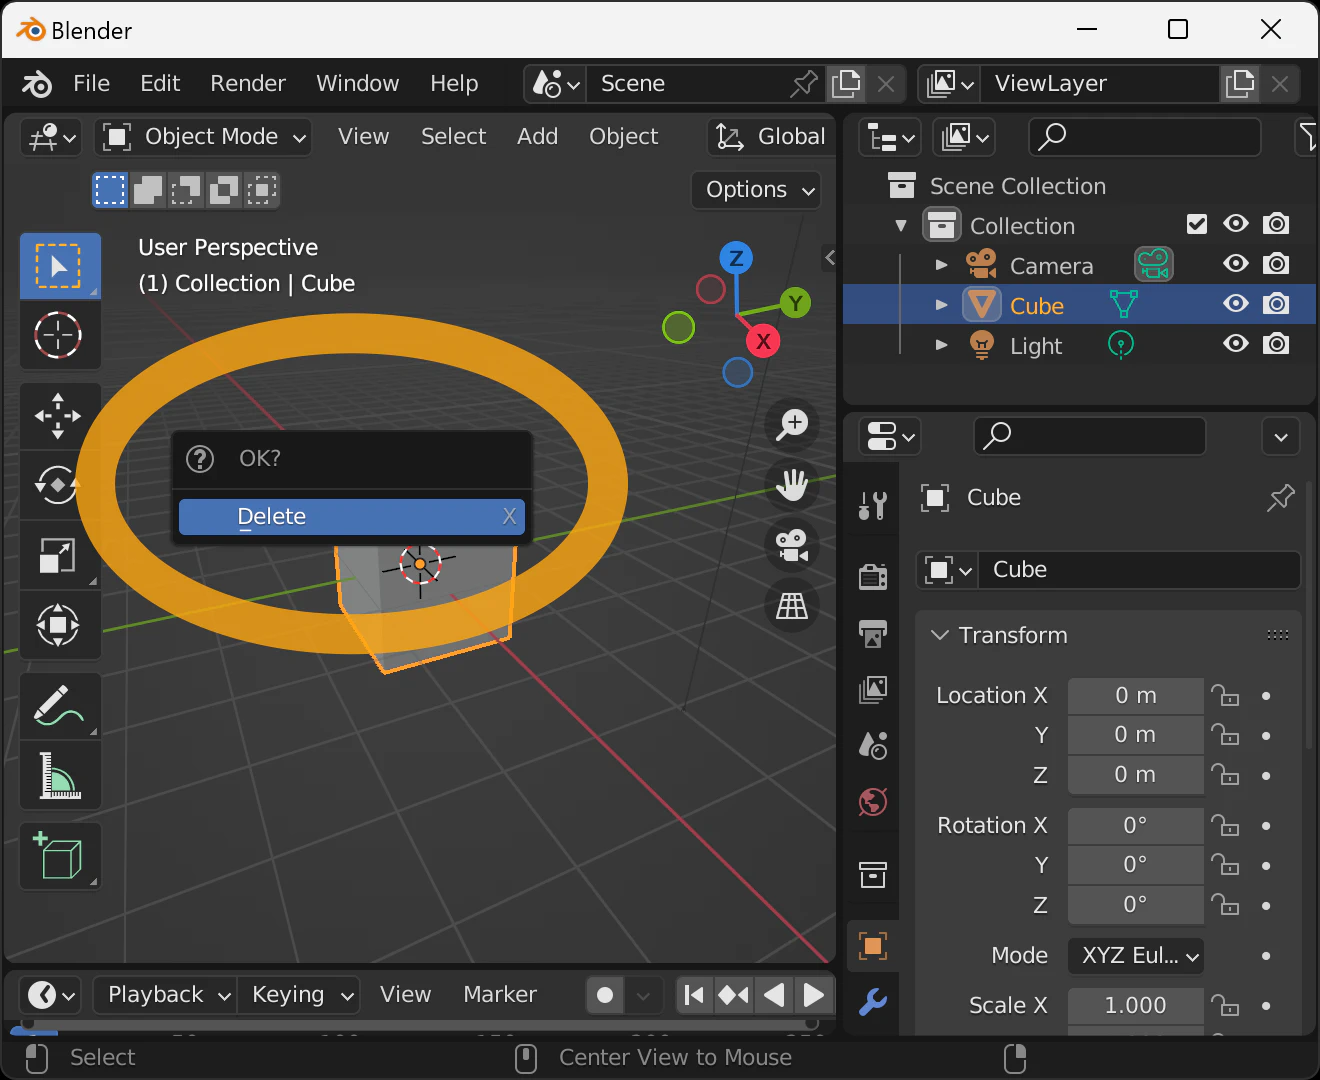 Blender
File Edit Render Window Help Scene ViewLayer
Object Mode View Select Add Object Global
Options
User Perspective
(1) Collection | Cube
Z
Y
X
OK?
Delete X
Scene Collection
Collection
Camera
Cube
Light
Cube
Cube
Transform
Location X 0 m
Y 0 m
Z 0 m
Rotation X 0°
Y 0°
Z 0°
Mode XYZ Eul...
Scale X 1.000
Playback Keying View Marker
Select Center View to Mouse